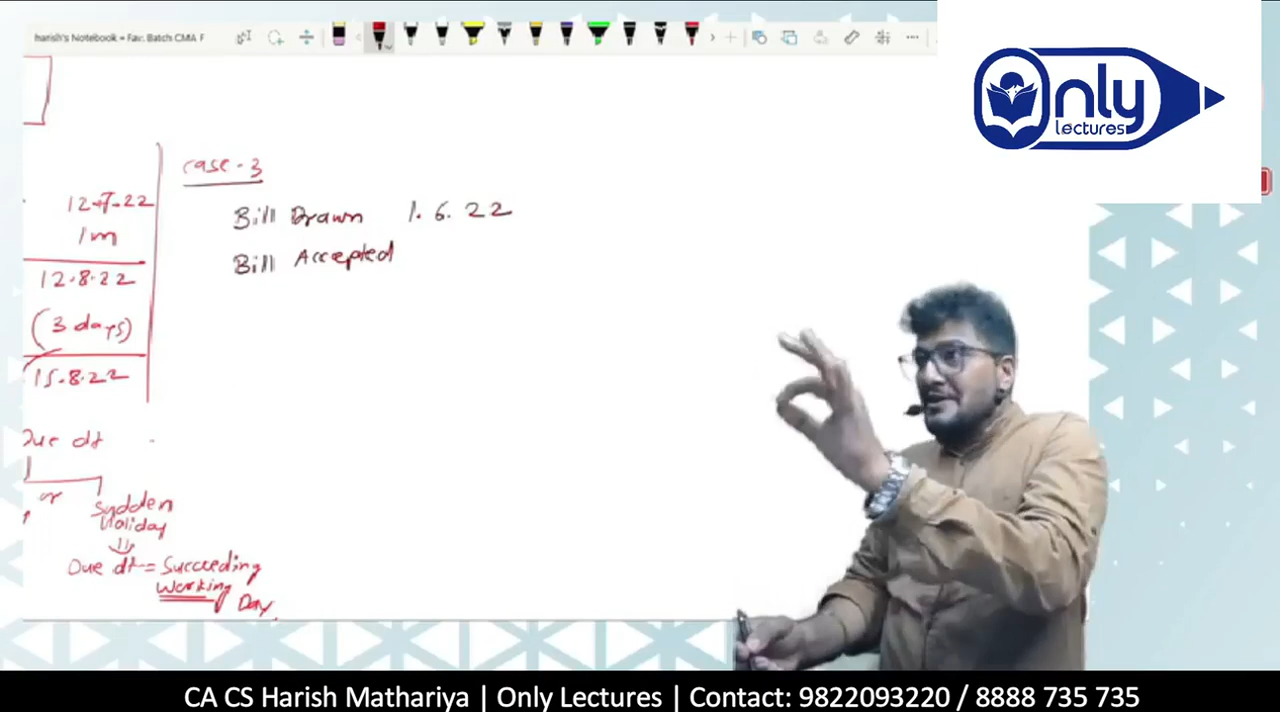 harish's Notebook = Fav. Batch CMA F
Only
lectures
12-7-22
1m
12.8.22
(3 days)
15.8.22
case - 3
Bill Drawn 1. 6. 22
Bill Accepted
Due dt
or
Sudden
Holiday
Due dt = Succeeding
Working
Day
CA CS Harish Mathariya | Only Lectures | Contact: 9822093220 / 8888 735 735